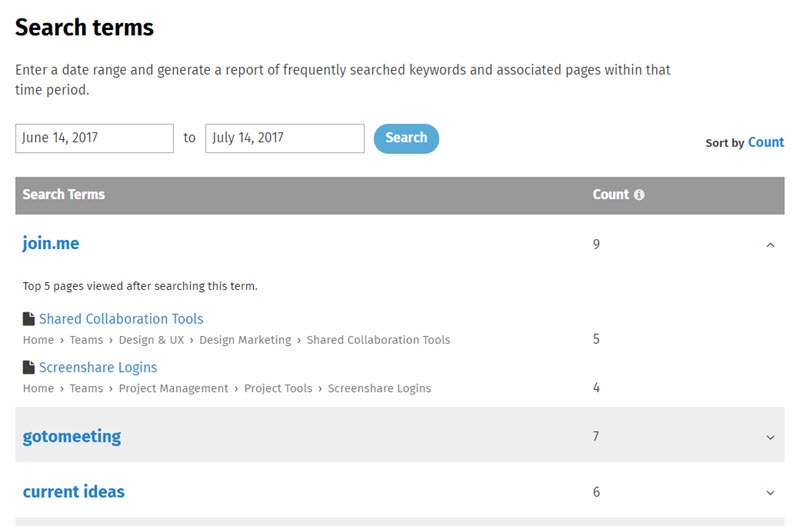 Search terms
Enter a date range and generate a report of frequently searched keywords and associated pages within that
time period.
June 14, 2017 to July 14, 2017 Search
Sort by Count
Search Terms Count
join.me 9
Top 5 pages viewed after searching this term.
Shared Collaboration Tools
Home › Teams › Design & UX › Design Marketing › Shared Collaboration Tools 5
Screenshare Logins
Home › Teams › Project Management › Project Tools › Screenshare Logins 4
gotomeeting 7
current ideas 6